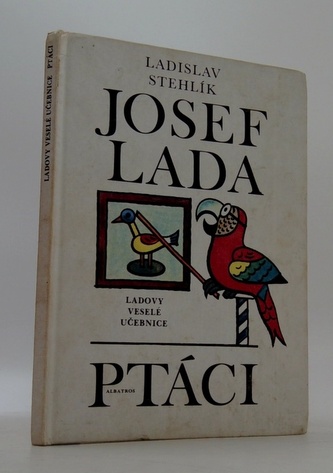 LADOVY VESELÉ UČEBNICE PTÁCI
LADISLAV
STEHLÍK
JOSEF
LADA
LADOVY
VESELÉ
UČEBNICE
PTÁCI
ALBATROS